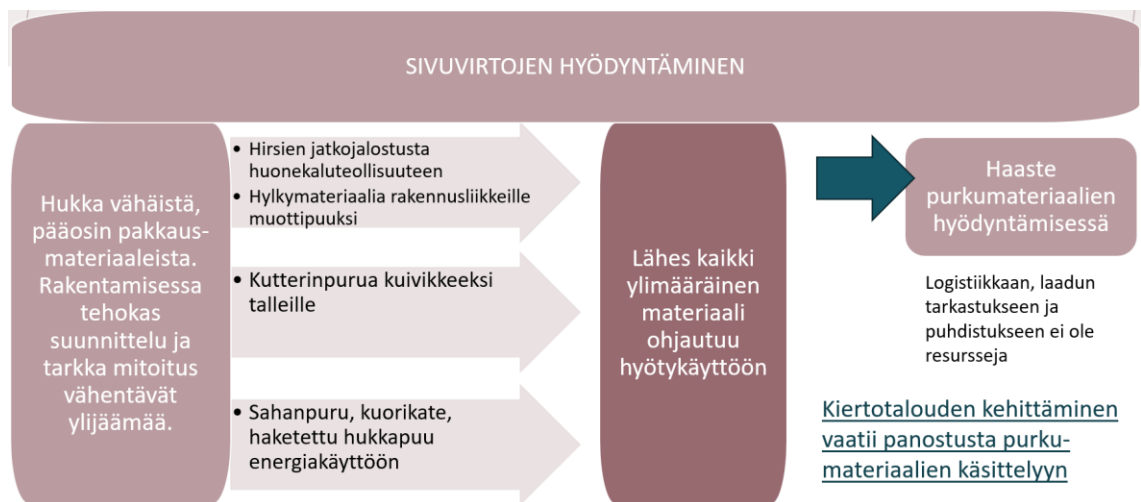 SIVUVIRTOJEN HYÖDYNTÄMINEN
Hukka vähäistä,
pääosin pakkaus-
materiaaleista.
Rakentamisessa
tehokas
suunnittelu ja
tarkka mitoitus
vähentävät
ylijäämää.
• Hirsien jatkojalostusta
huonekaluteollisuuteen
• Hylkymateriaalia rakennusliikkeille
muottipuuksi
• Kutterinpurua kuivikkeeksi
talleille
• Sahanpuru, kuorikate,
haketettu hukkapuu
energiakäyttöön
Lähes kaikki
ylimääräinen
materiaali
ohjautuu
hyötykäyttöön
Haaste
purkumateriaalien
hyödyntämisessä
Logistiikkaan, laadun
tarkastukseen ja
puhdistukseen ei ole
resursseja
Kiertotalouden kehittäminen
vaatii panostusta purku-
materiaalien käsittelyyn